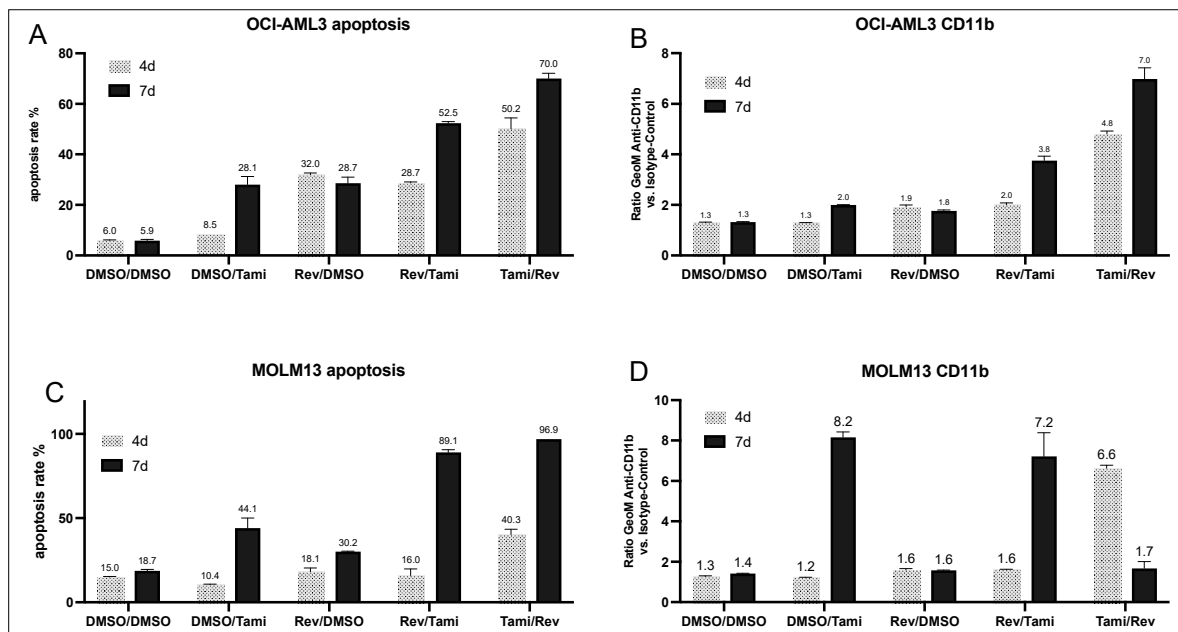 A
OCI-AML3 apoptosis
apoptosis rate %
80
60
40
20
0
4d
7d
6.0
5.9
8.5
28.1
32.0
28.7
28.7
52.5
50.2
70.0
DMSO/DMSO
DMSO/Tami
Rev/DMSO
Rev/Tami
Tami/Rev
B
OCI-AML3 CD11b
Ratio GeoM Anti-CD11b
vs. Isotype-Control
8
6
4
2
0
4d
7d
1.3
1.3
1.3
2.0
1.9
1.8
2.0
3.8
4.8
7.0
DMSO/DMSO
DMSO/Tami
Rev/DMSO
Rev/Tami
Tami/Rev
C
MOLM13 apoptosis
apoptosis rate %
100
50
0
4d
7d
15.0
18.7
10.4
44.1
18.1
30.2
16.0
89.1
40.3
96.9
DMSO/DMSO
DMSO/Tami
Rev/DMSO
Rev/Tami
Tami/Rev
D
MOLM13 CD11b
Ratio GeoM Anti-CD11b
vs. Isotype-Control
10
8
6
4
2
0
4d
7d
1.3
1.4
1.2
8.2
1.6
1.6
1.6
7.2
6.6
1.7
DMSO/DMSO
DMSO/Tami
Rev/DMSO
Rev/Tami
Tami/Rev